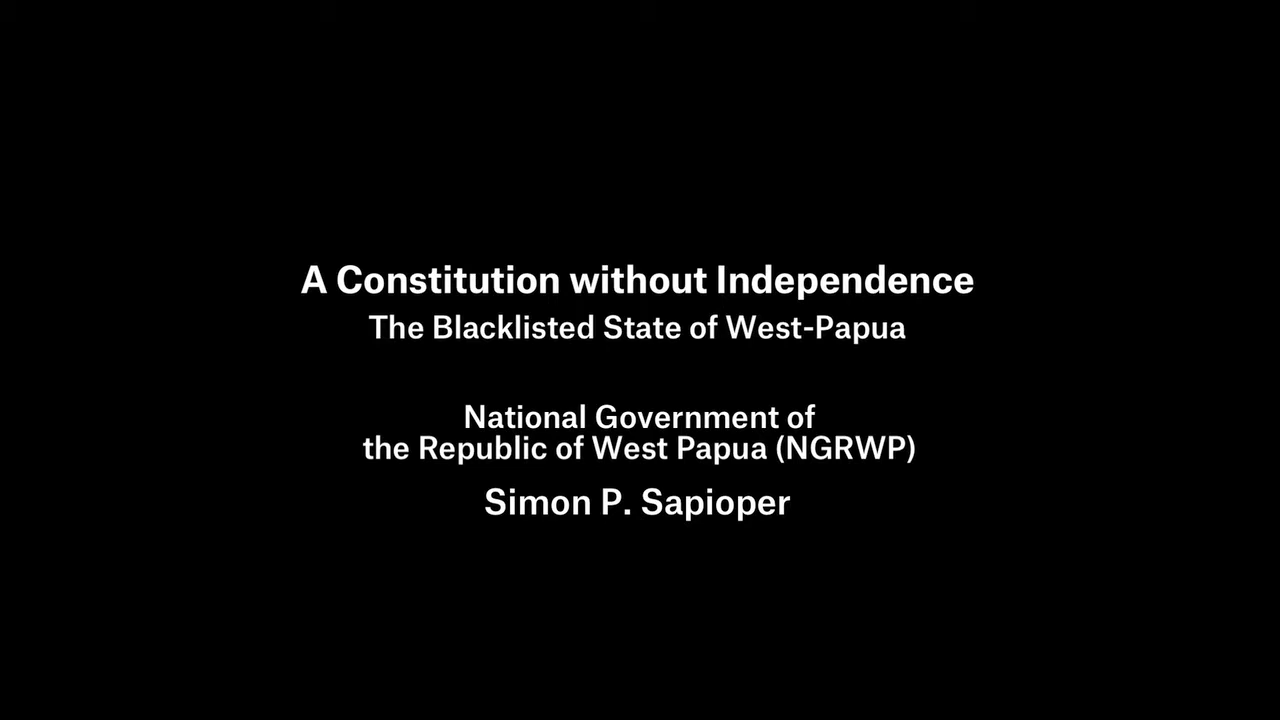 A Constitution without Independence
The Blacklisted State of West-Papua
National Government of
the Republic of West Papua (NGRWP)
Simon P. Sapioper